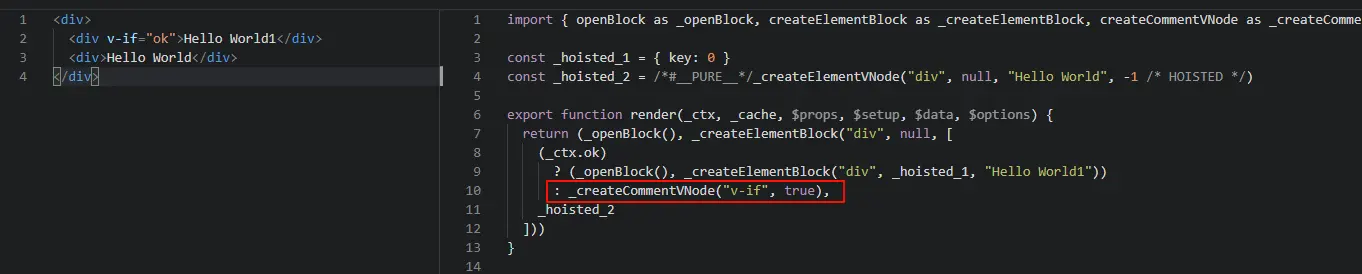 1 <div>
2   <div v-if="ok">Hello World1</div>
3   <div>Hello World</div>
4 </div>
1 import { openBlock as _openBlock, createElementBlock as _createElementBlock, createCommentVNode as _createComme
2
3 const _hoisted_1 = { key: 0 }
4 const _hoisted_2 = /*#__PURE__*/_createElementVNode("div", null, "Hello World", -1 /* HOISTED */)
5
6 export function render(_ctx, _cache, $props, $setup, $data, $options) {
7   return (_openBlock(), _createElementBlock("div", null, [
8     (_ctx.ok)
9       ? (_openBlock(), _createElementBlock("div", _hoisted_1, "Hello World1"))
10       : _createCommentVNode("v-if", true),
11     _hoisted_2
12   ]))
13 }
14